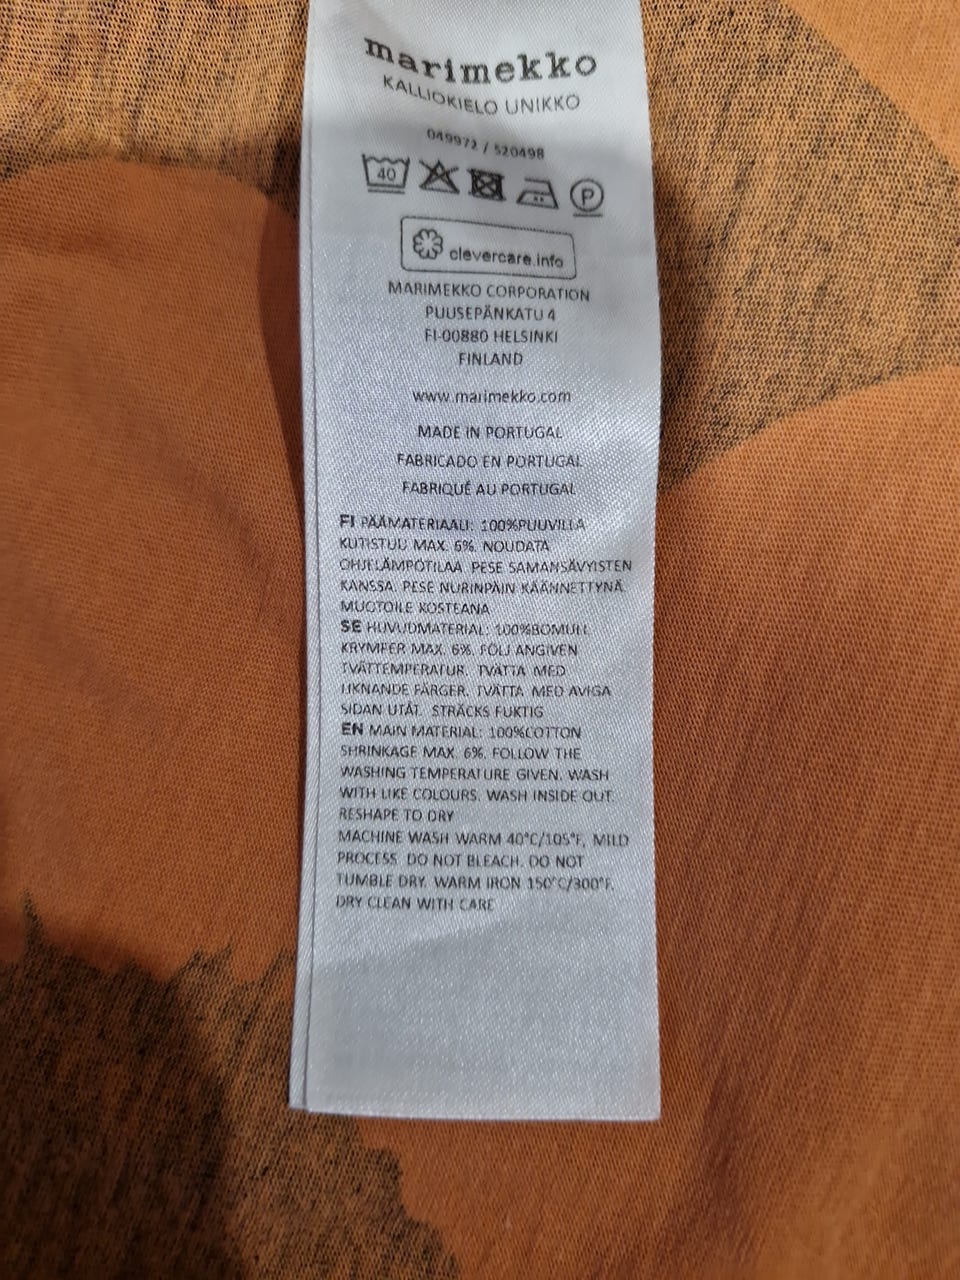 marimekko
KALLIOKIELO UNIKKO
049972 / 520498
40
P
clevercare.info
MARIMEKKO CORPORATION
PUUSEPÄNKATU 4
FI-00880 HELSINKI
FINLAND
www.marimekko.com
MADE IN PORTUGAL
FABRICADO EN PORTUGAL
FABRIQUÉ AU PORTUGAL
FI PÄÄMATERIAALI: 100%PUUVILLA
KUTISTUU MAX. 6%. NOUDATA
OHJELÄMPÖTILAA. PESE SAMANSÄVYISTEN
KANSSA. PESE NURINPÄIN KÄÄNNETTYNÄ.
MUOTOILE KOSTEANA
SE HUVUDMATERIAL: 100%BOMULL
KRYMPER MAX. 6%. FÖLJ ANGIVEN
TVÄTTEMPERATUR. TVÄTTA MED
LIKNANDE FÄRGER. TVÄTTA MED AVIGA
SIDAN UTÅT. STRÄCKS FUKTIG
EN MAIN MATERIAL: 100%COTTON
SHRINKAGE MAX. 6%. FOLLOW THE
WASHING TEMPERATURE GIVEN. WASH
WITH LIKE COLOURS. WASH INSIDE OUT.
RESHAPE TO DRY
MACHINE WASH WARM 40°C/105°F, MILD
PROCESS. DO NOT BLEACH. DO NOT
TUMBLE DRY. WARM IRON 150°C/300°F.
DRY CLEAN WITH CARE